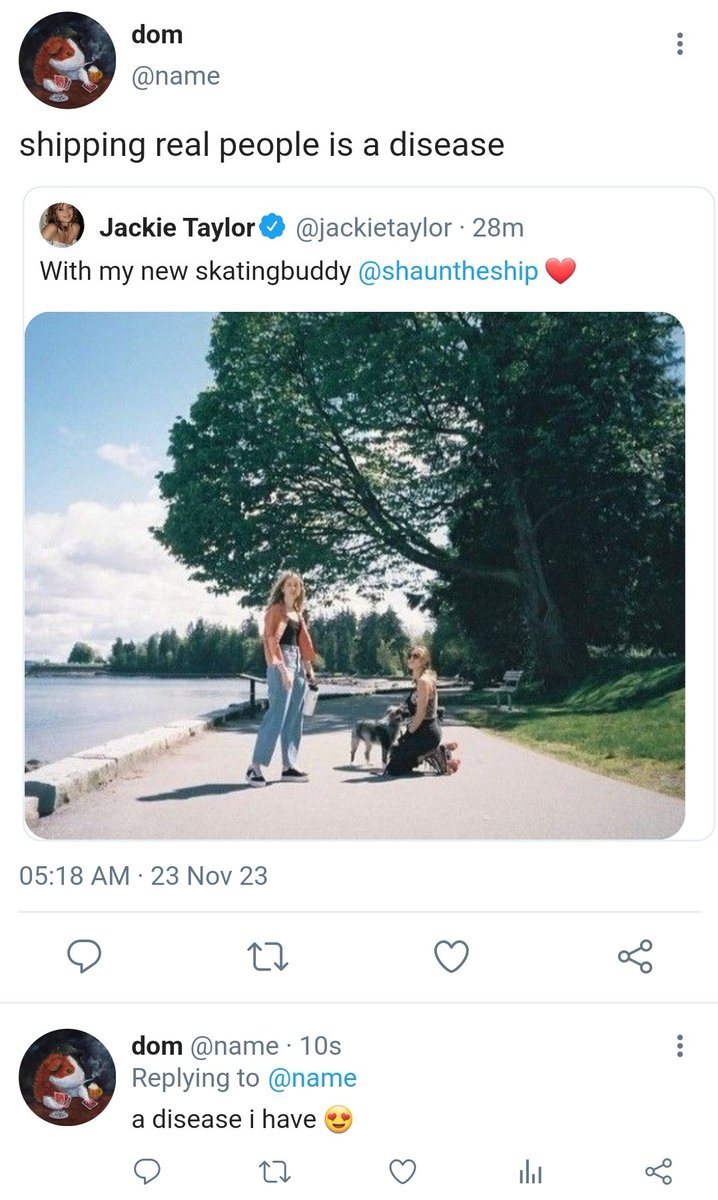 dom
@name
shipping real people is a disease
Jackie Taylor @jackietaylor · 28m
With my new skatingbuddy @shauntheship ❤️
05:18 AM · 23 Nov 23
dom @name · 10s
Replying to @name
a disease i have 😍